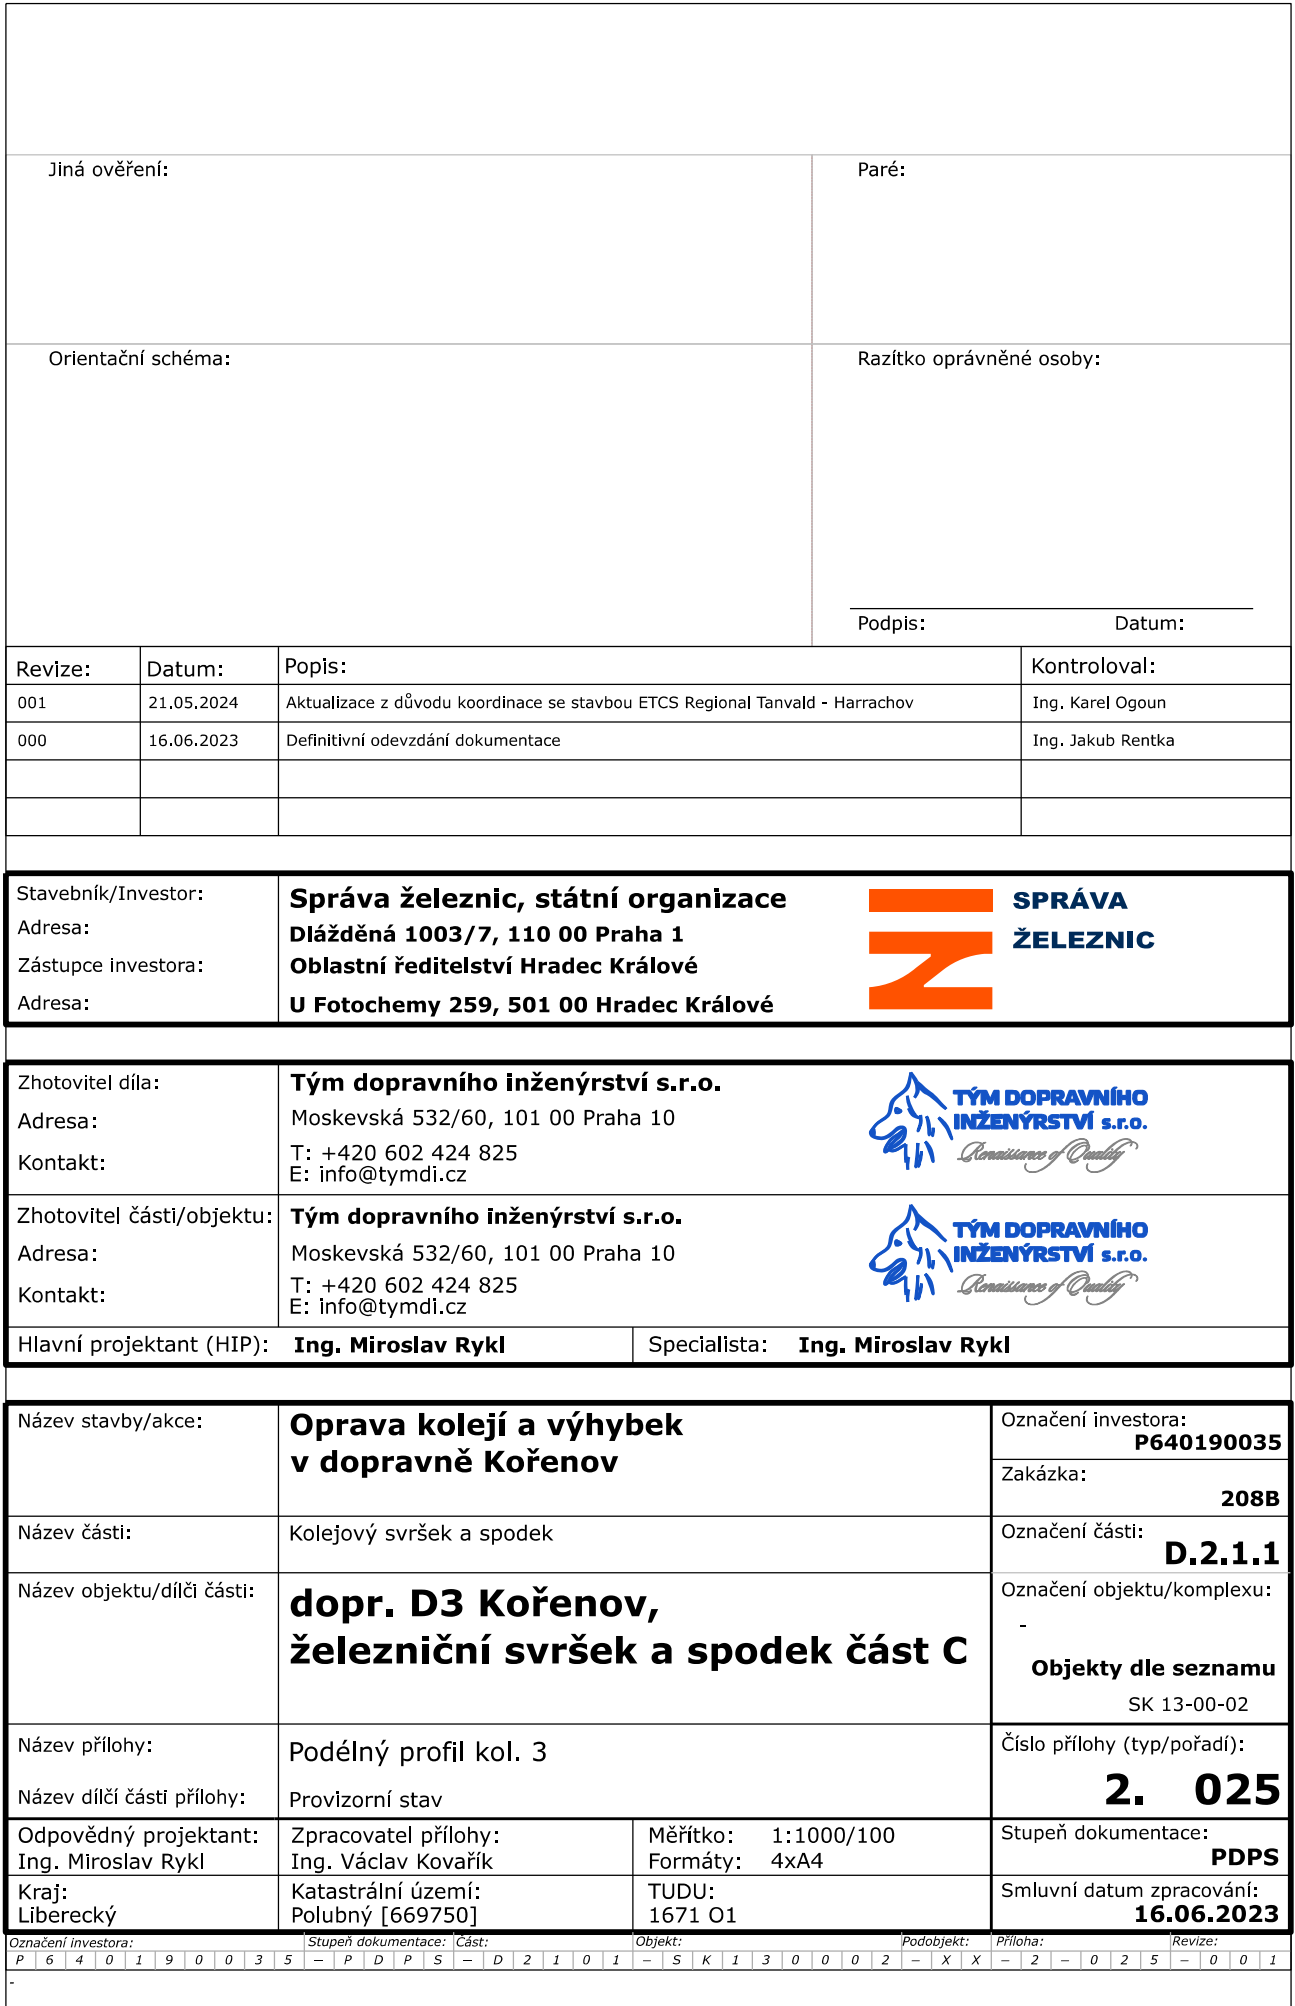 Jiná ověření:
Paré:
Orientační schéma:
Razítko oprávněné osoby:
Podpis: Datum:
Revize: Datum: Popis: Kontroloval:
001 21.05.2024 Aktualizace z důvodu koordinace se stavbou ETCS Regional Tanvald - Harrachov Ing. Karel Ogoun
000 16.06.2023 Definitivní odevzdání dokumentace Ing. Jakub Rentka
Stavebník/Investor: Správa železnic, státní organizace
Adresa: Dlážděná 1003/7, 110 00 Praha 1
Zástupce investora: Oblastní ředitelství Hradec Králové
Adresa: U Fotochemy 259, 501 00 Hradec Králové
SPRÁVA
ŽELEZNIC
Zhotovitel díla: Tým dopravního inženýrství s.r.o.
Adresa: Moskevská 532/60, 101 00 Praha 10
Kontakt: T: +420 602 424 825
E: info@tymdi.cz
TÝM DOPRAVNÍHO
INŽENÝRSTVÍ s.r.o.
Renaissance of Quality
Zhotovitel části/objektu: Tým dopravního inženýrství s.r.o.
Adresa: Moskevská 532/60, 101 00 Praha 10
Kontakt: T: +420 602 424 825
E: info@tymdi.cz
TÝM DOPRAVNÍHO
INŽENÝRSTVÍ s.r.o.
Renaissance of Quality
Hlavní projektant (HIP): Ing. Miroslav Rykl Specialista: Ing. Miroslav Rykl
Název stavby/akce: Oprava kolejí a výhybek
v dopravně Kořenov
Označení investora:
P640190035
Zakázka:
208B
Název části: Kolejový svršek a spodek
Označení části:
D.2.1.1
Název objektu/dílči části: dopr. D3 Kořenov,
železniční svršek a spodek část C
Označení objektu/komplexu:
-
Objekty dle seznamu
SK 13-00-02
Název přílohy: Podélný profil kol. 3
Název dílčí části přílohy: Provizorní stav
Číslo přílohy (typ/pořadí):
2. 025
Odpovědný projektant: Zpracovatel přílohy: Měřítko: 1:1000/100
Ing. Miroslav Rykl Ing. Václav Kovařík Formáty: 4xA4
Stupeň dokumentace:
PDPS
Kraj: Katastrální území: TUDU:
Liberecký Polubný [669750] 1671 O1
Smluvní datum zpracování:
16.06.2023
Označení investora: Stupeň dokumentace: Část: Objekt: Podobjekt: Příloha: Revize:
P 6 4 0 1 9 0 0 3 5 – P D P S – D 2 1 0 1 – S K 1 3 0 0 0 2 – X X – 2 – 0 2 5 – 0 0 1
-